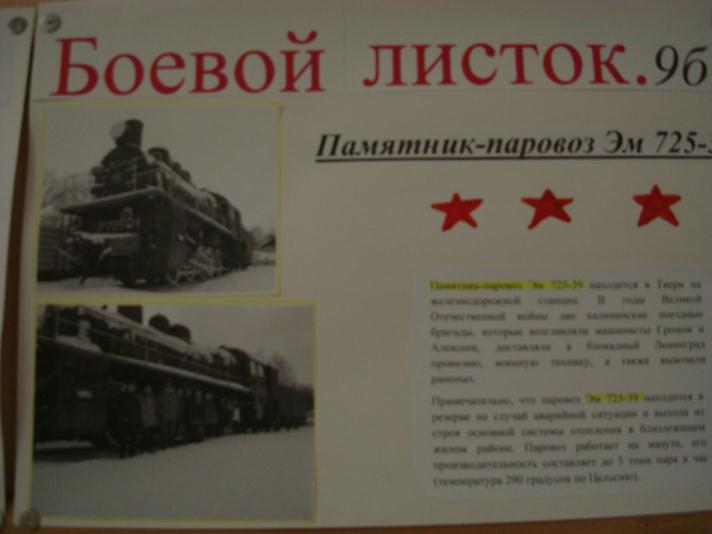 Боевой листок.9б
Памятник-паровоз Эм 725-3
Памятник-паровоз Эм 725-39 находится в Твери на
железнодорожной станции. В годы Великой
Отечественной войны две калининские поездные
бригады, которые возглавляли машинисты Громов и
Алексеев, доставляли в блокадный Ленинград
провизию, военную технику, а также вывозили
раненых.
Примечательно, что паровоз Эм 725-39 находится в
резерве на случай аварийной ситуации и выхода из
строя основной системы отопления в близлежащем
жилом районе. Паровоз работает на мазуте, его
производительность составляет до 5 тонн пара в час
(температура 290 градусов по Цельсию).